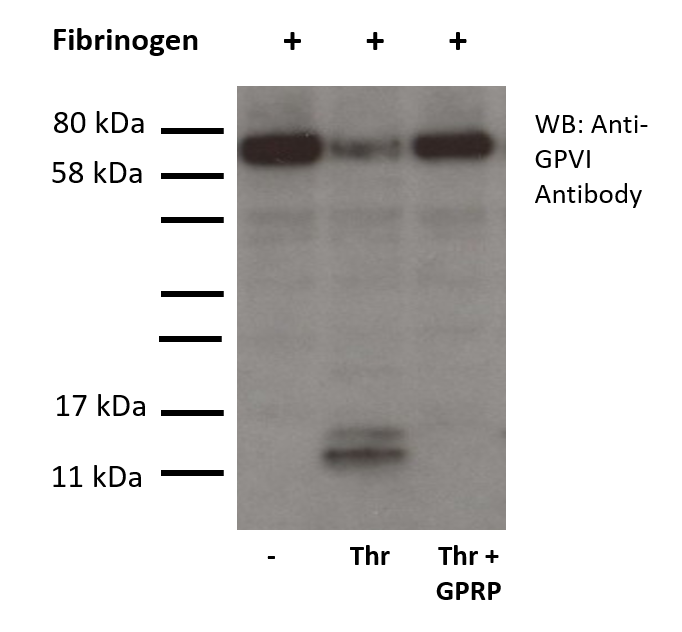 Fibrinogen + + +
80 kDa
58 kDa
17 kDa
11 kDa
WB: Anti-
GPVI
Antibody
- Thr Thr +
GPRP